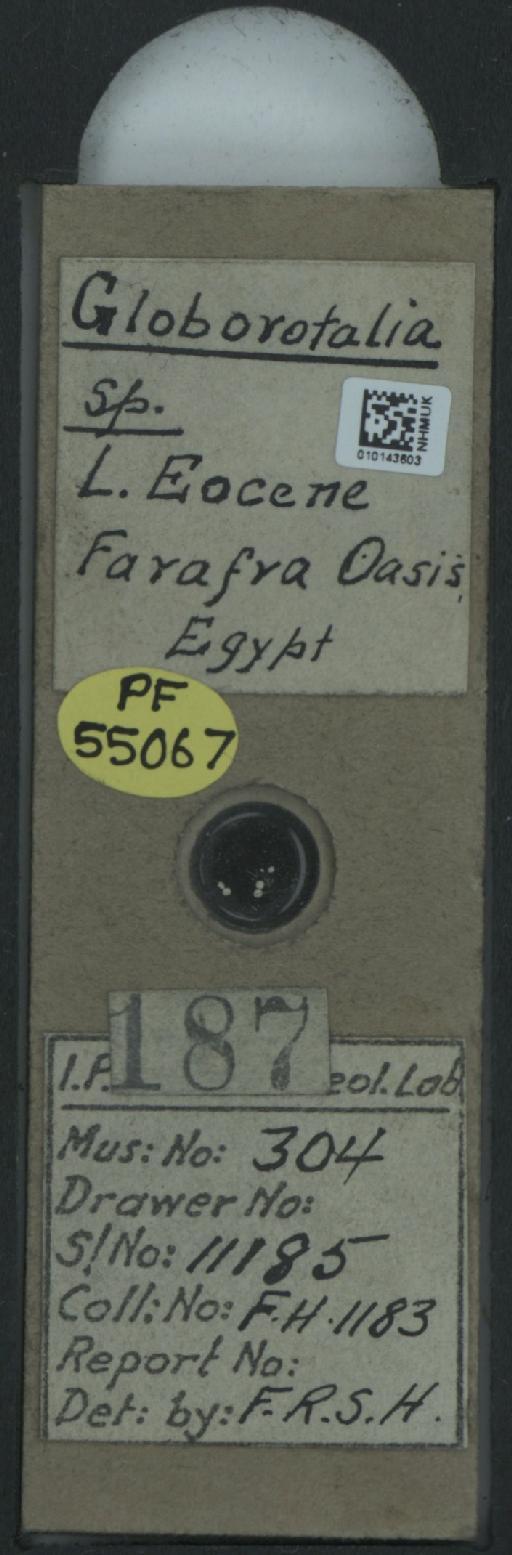 Globorotalia
sp.
NHMUK
010143603
L. Eocene
Farafra Oasis,
Egypt
PF
55067
187
I.P. eol. Lab
Mus: No: 304
Drawer No:
S/No: 11185
Coll: No: F.H. 1183
Report No:
Det: by: F.R.S.H.